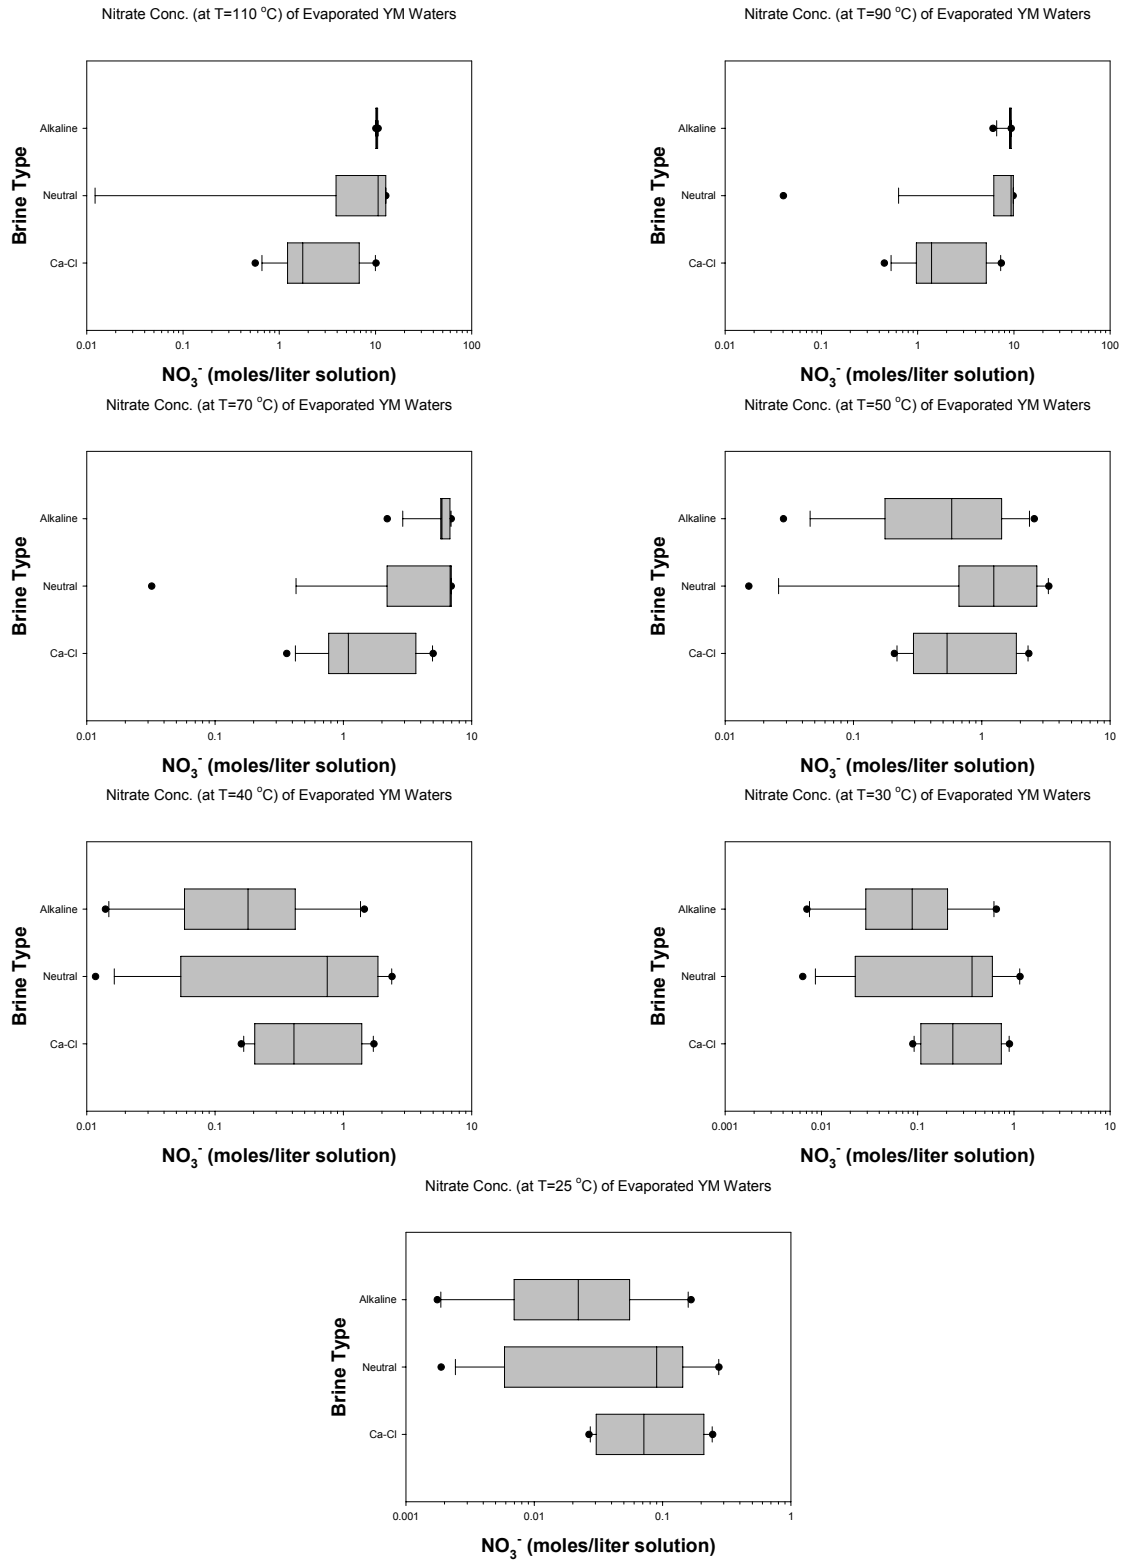 Nitrate Conc. (at T=110 °C) of Evaporated YM Waters
Brine Type
Alkaline
Neutral
Ca-Cl
0.01 0.1 1 10 100
NO₃⁻ (moles/liter solution)
Nitrate Conc. (at T=90 °C) of Evaporated YM Waters
Brine Type
Alkaline
Neutral
Ca-Cl
0.01 0.1 1 10 100
NO₃⁻ (moles/liter solution)
Nitrate Conc. (at T=70 °C) of Evaporated YM Waters
Brine Type
Alkaline
Neutral
Ca-Cl
0.01 0.1 1 10
NO₃⁻ (moles/liter solution)
Nitrate Conc. (at T=50 °C) of Evaporated YM Waters
Brine Type
Alkaline
Neutral
Ca-Cl
0.01 0.1 1 10
NO₃⁻ (moles/liter solution)
Nitrate Conc. (at T=40 °C) of Evaporated YM Waters
Brine Type
Alkaline
Neutral
Ca-Cl
0.01 0.1 1 10
NO₃⁻ (moles/liter solution)
Nitrate Conc. (at T=30 °C) of Evaporated YM Waters
Brine Type
Alkaline
Neutral
Ca-Cl
0.001 0.01 0.1 1 10
NO₃⁻ (moles/liter solution)
Nitrate Conc. (at T=25 °C) of Evaporated YM Waters
Brine Type
Alkaline
Neutral
Ca-Cl
0.001 0.01 0.1 1
NO₃⁻ (moles/liter solution)